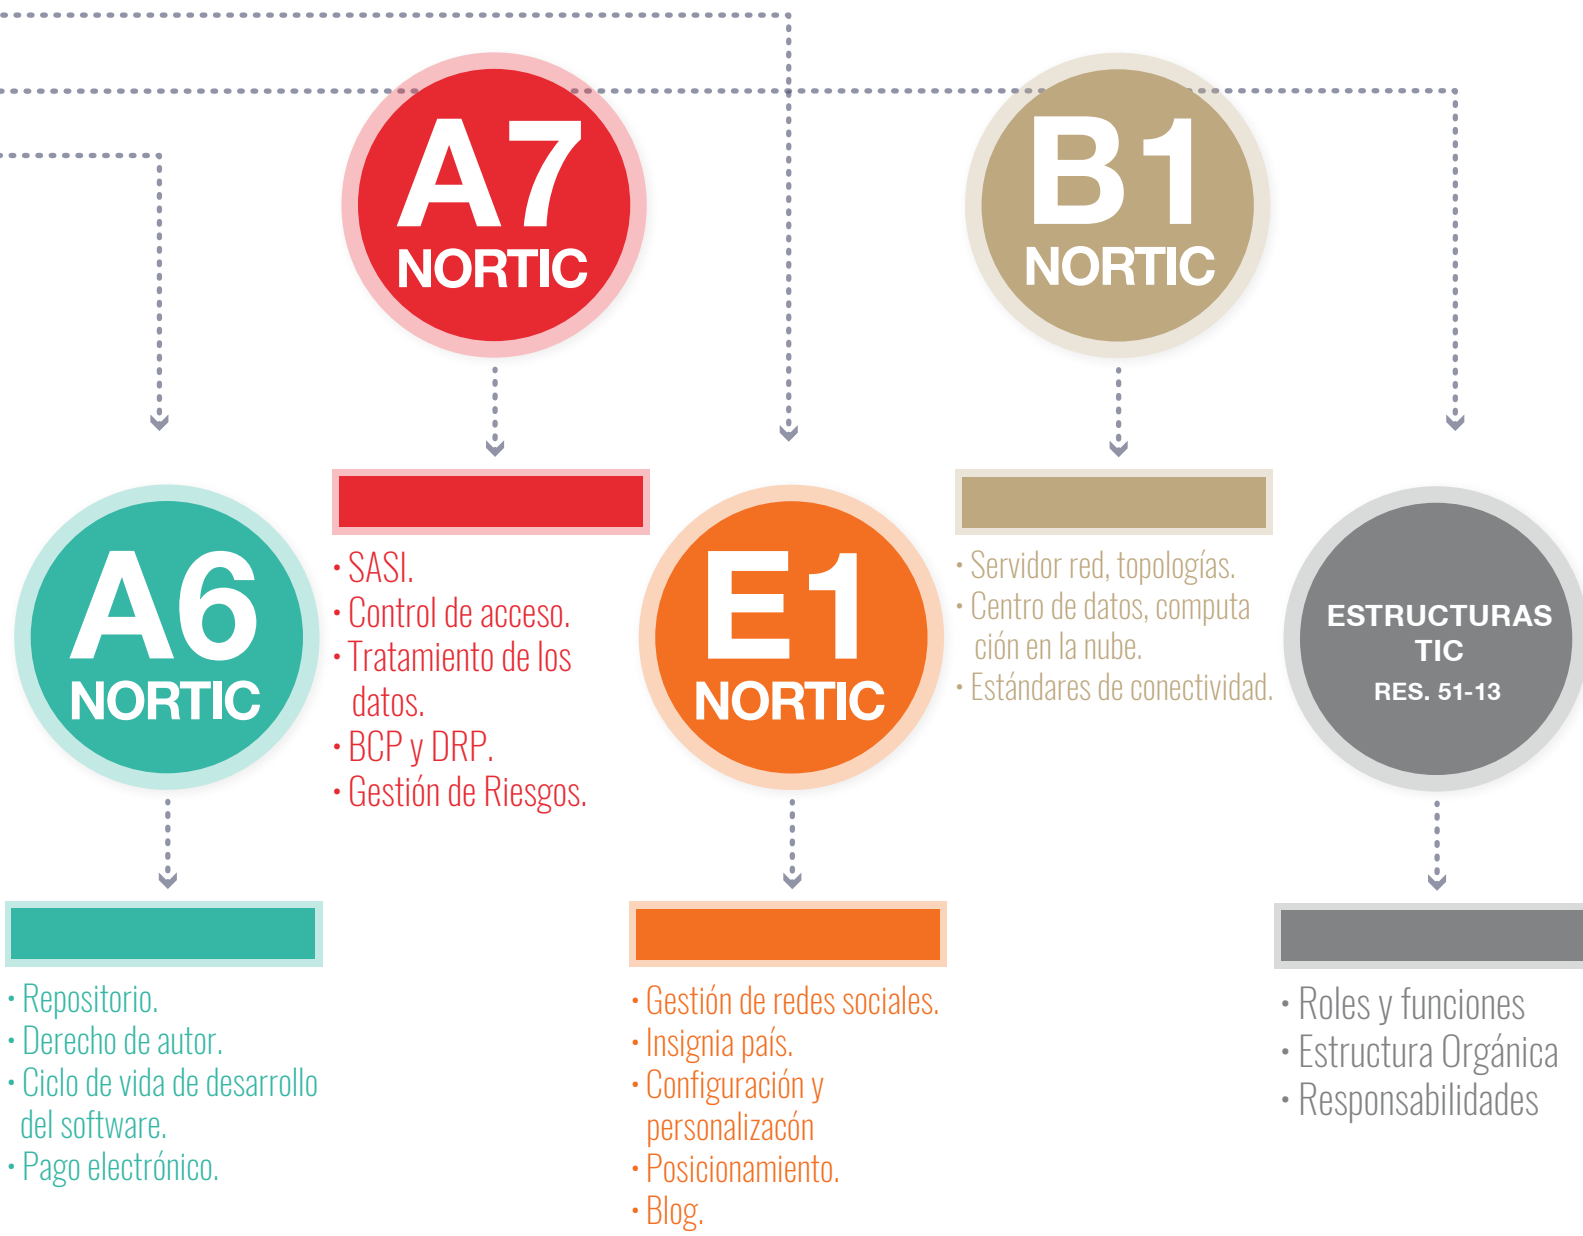 A7
NORTIC
B1
NORTIC
A6
NORTIC
• SASI.
• Control de acceso.
• Tratamiento de los
datos.
• BCP y DRP.
• Gestión de Riesgos.
E1
NORTIC
• Servidor red, topologías.
• Centro de datos, computa
ción en la nube.
• Estándares de conectividad.
ESTRUCTURAS
TIC
RES. 51-13
• Repositorio.
• Derecho de autor.
• Ciclo de vida de desarrollo
del software.
• Pago electrónico.
• Gestión de redes sociales.
• Insignia país.
• Configuración y
personalizacón
• Posicionamiento.
• Blog.
• Roles y funciones
• Estructura Orgánica
• Responsabilidades